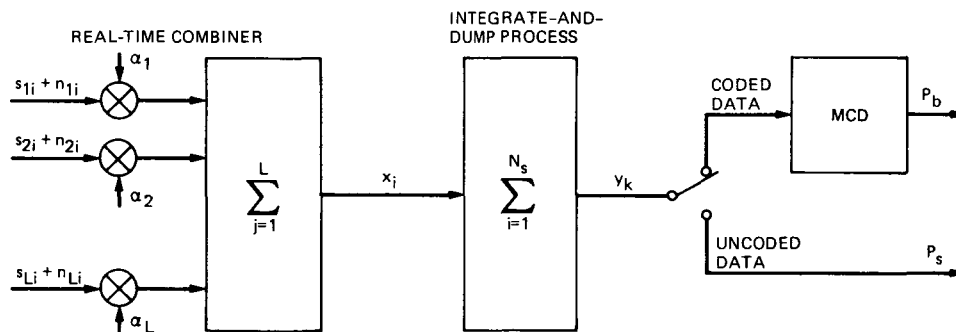 REAL-TIME COMBINER
INTEGRATE-AND-
DUMP PROCESS
α1
s1i + n1i
s2i + n2i
α2
sLi + nLi
αL
L
∑
j=1
xi
Ns
∑
i=1
yk
CODED
DATA
MCD
Pb
UNCODED
DATA
Ps